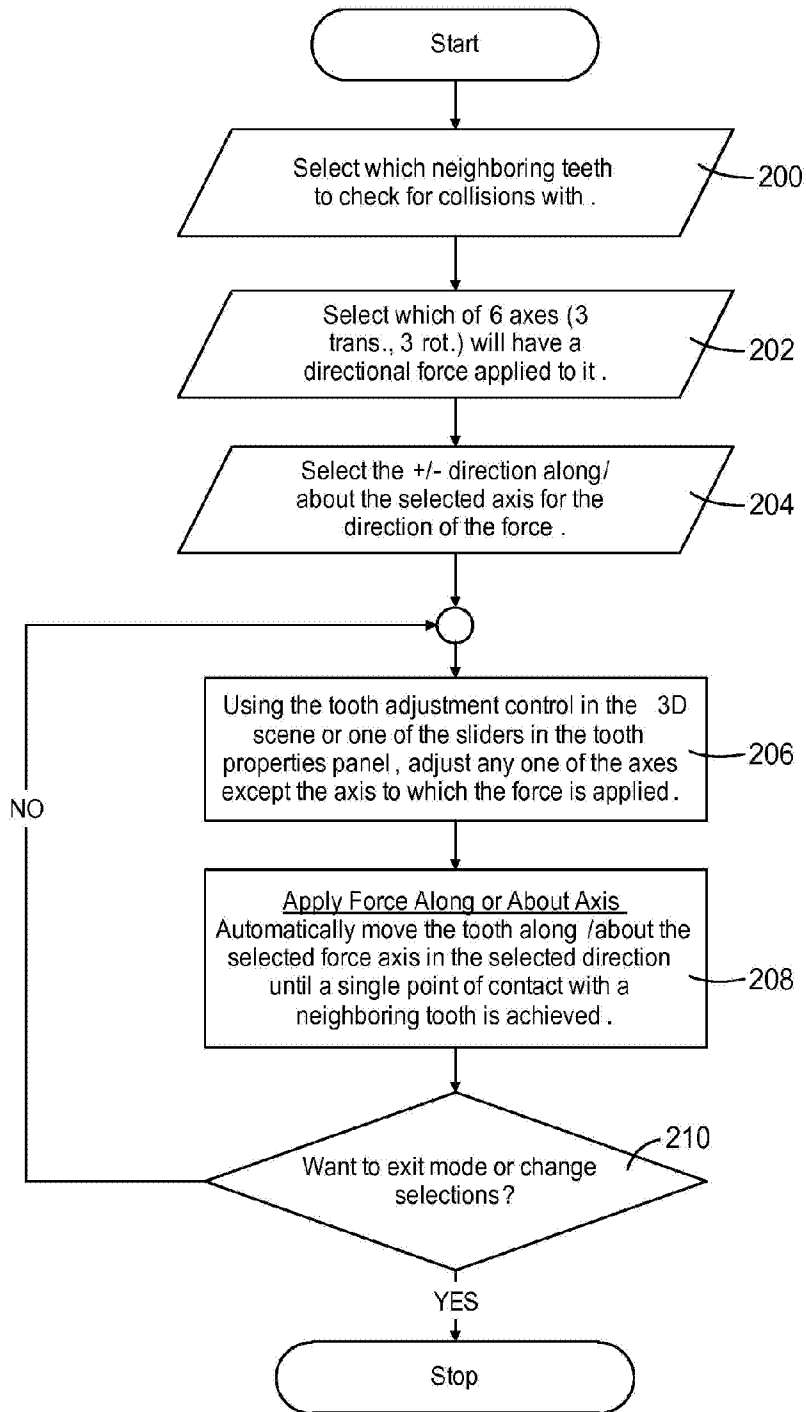 Start
Select which neighboring teeth
to check for collisions with .
200
Select which of 6 axes (3
trans., 3 rot.) will have a
directional force applied to it .
202
Select the +/- direction along/
about the selected axis for the
direction of the force .
204
Using the tooth adjustment control in the 3D
scene or one of the sliders in the tooth
properties panel , adjust any one of the axes
except the axis to which the force is applied .
206
NO
Apply Force Along or About Axis
Automatically move the tooth along /about the
selected force axis in the selected direction
until a single point of contact with a
neighboring tooth is achieved .
208
210
Want to exit mode or change
selections?
YES
Stop